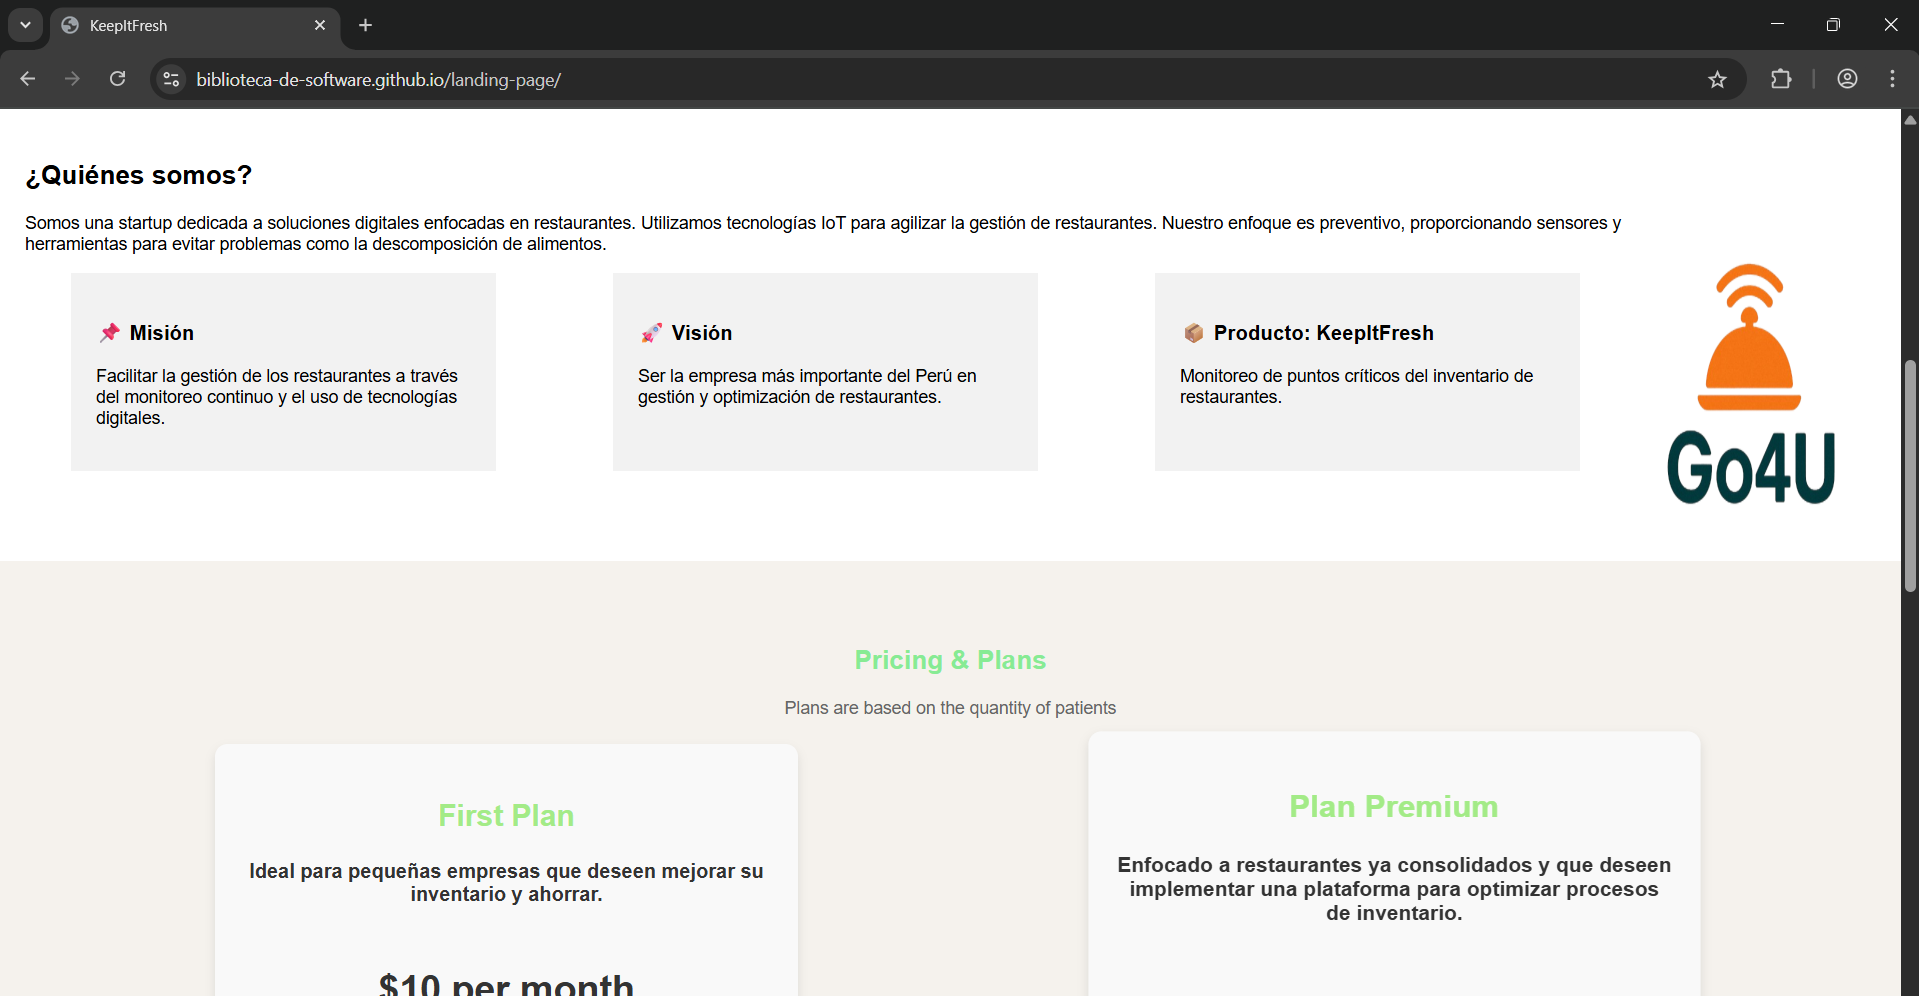 KeepItFresh
biblioteca-de-software.github.io/landing-page/
¿Quiénes somos?
Somos una startup dedicada a soluciones digitales enfocadas en restaurantes. Utilizamos tecnologías IoT para agilizar la gestión de restaurantes. Nuestro enfoque es preventivo, proporcionando sensores y
herramientas para evitar problemas como la descomposición de alimentos.
📌 Misión
Facilitar la gestión de los restaurantes a través
del monitoreo continuo y el uso de tecnologías
digitales.
🚀 Visión
Ser la empresa más importante del Perú en
gestión y optimización de restaurantes.
📦 Producto: KeepItFresh
Monitoreo de puntos críticos del inventario de
restaurantes.
Go4U
Pricing & Plans
Plans are based on the quantity of patients
First Plan
Ideal para pequeñas empresas que deseen mejorar su
inventario y ahorrar.
$10 per month
Plan Premium
Enfocado a restaurantes ya consolidados y que deseen
implementar una plataforma para optimizar procesos
de inventario.